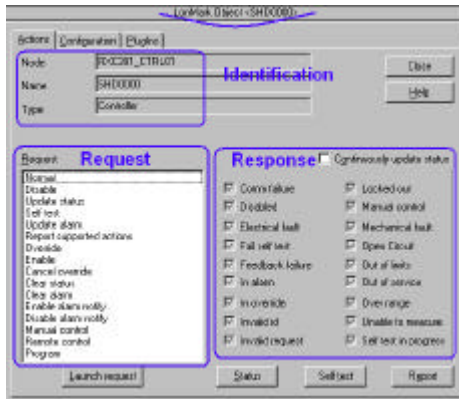 LonMark Object <SHD0000>
Actions Configuration Plugins
Node RXC201_CTRL01
Identification
Close
Name SHD0000
Help
Type Controller
Request Request
Response Continuously update status
Normal
Disable
Update status
Self test
Update alarm
Report supported actions
Override
Enable
Cancel override
Clear status
Clear alarm
Enable alarm notify
Disable alarm notify
Manual control
Remote control
Program
Comm failure Locked out
Disabled Manual control
Electrical fault Mechanical fault
Fail self test Open Circuit
Feedback failure Out of limits
In alarm Out of service
In override Over range
Invalid id Unable to measure
Invalid request Self test in progress
Launch request Status Self test Report